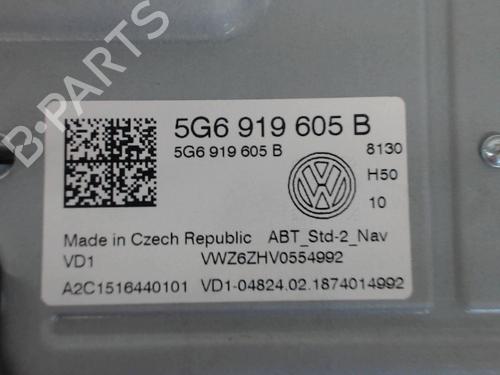 5G6 919 605 B
5G6 919 605 B 8130
H50
10
Made in Czech Republic ABT_Std-2_Nav
VD1 VWZ6ZHV0554992
A2C1516440101 VD1-04824.02.1874014992
B-PARTS